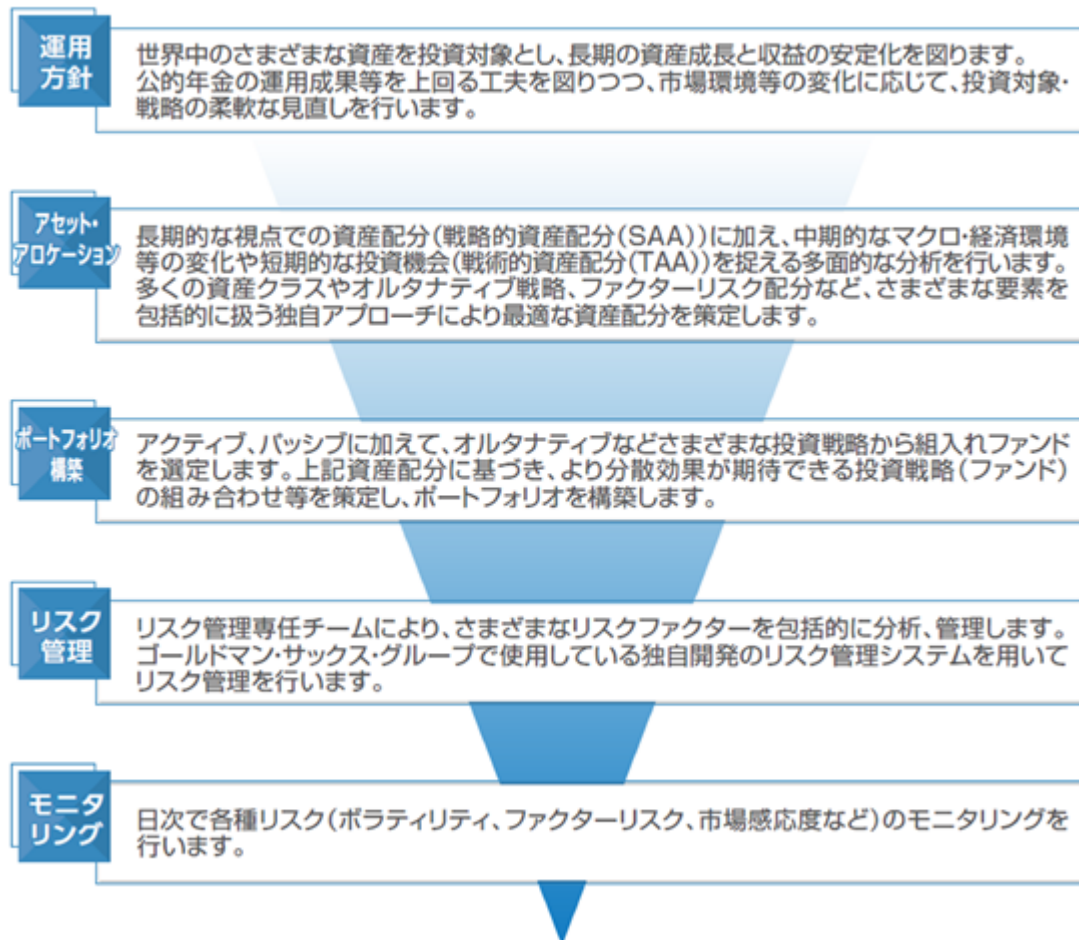 運用
方針
世界中のさまざまな資産を投資対象とし、長期の資産成長と収益の安定化を図ります。
公的年金の運用成果等を上回る工夫を図りつつ、市場環境等の変化に応じて、投資対象・
戦略の柔軟な見直しを行います。
アセット・
アロケーション
長期的な視点での資産配分(戦略的資産配分(SAA))に加え、中期的なマクロ・経済環境
等の変化や短期的な投資機会(戦術的資産配分(TAA))を捉える多面的な分析を行います。
多くの資産クラスやオルタナティブ戦略、ファクターリスク配分など、さまざまな要素を
包括的に扱う独自アプローチにより最適な資産配分を策定します。
ポートフォリオ
構築
アクティブ、パッシブに加えて、オルタナティブなどさまざまな投資戦略から組入れファンド
を選定します。上記資産配分に基づき、より分散効果が期待できる投資戦略(ファンド)
の組み合わせ等を策定し、ポートフォリオを構築します。
リスク
管理
リスク管理専任チームにより、さまざまなリスクファクターを包括的に分析、管理します。
ゴールドマン・サックス・グループで使用している独自開発のリスク管理システムを用いて
リスク管理を行います。
モニタ
リング
日次で各種リスク(ボラティリティ、ファクターリスク、市場感応度など)のモニタリングを
行います。